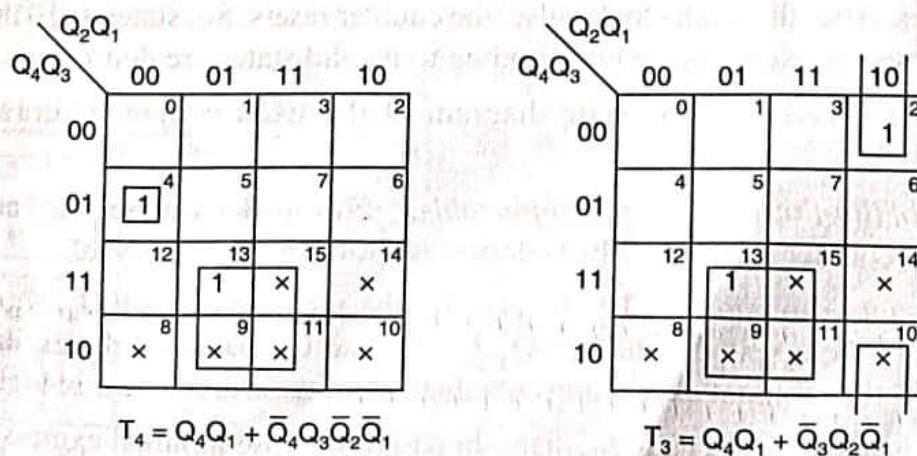 Q₂Q₁
Q₄Q₃ 00 01 11 10
00 0 1 3 2
01 4 1 5 7 6
11 12 13 1 15 × 14 ×
10 8 × 9 × 11 × 10 ×
T₄ = Q₄Q₁ + Q̅₄Q₃Q̅₂Q̅₁
Q₂Q₁
Q₄Q₃ 00 01 11 10
00 0 1 3 2 1
01 4 5 7 6
11 12 13 1 15 × 14 ×
10 8 × 9 × 11 × 10 ×
T₃ = Q₄Q₁ + Q̅₃Q₂Q̅₁